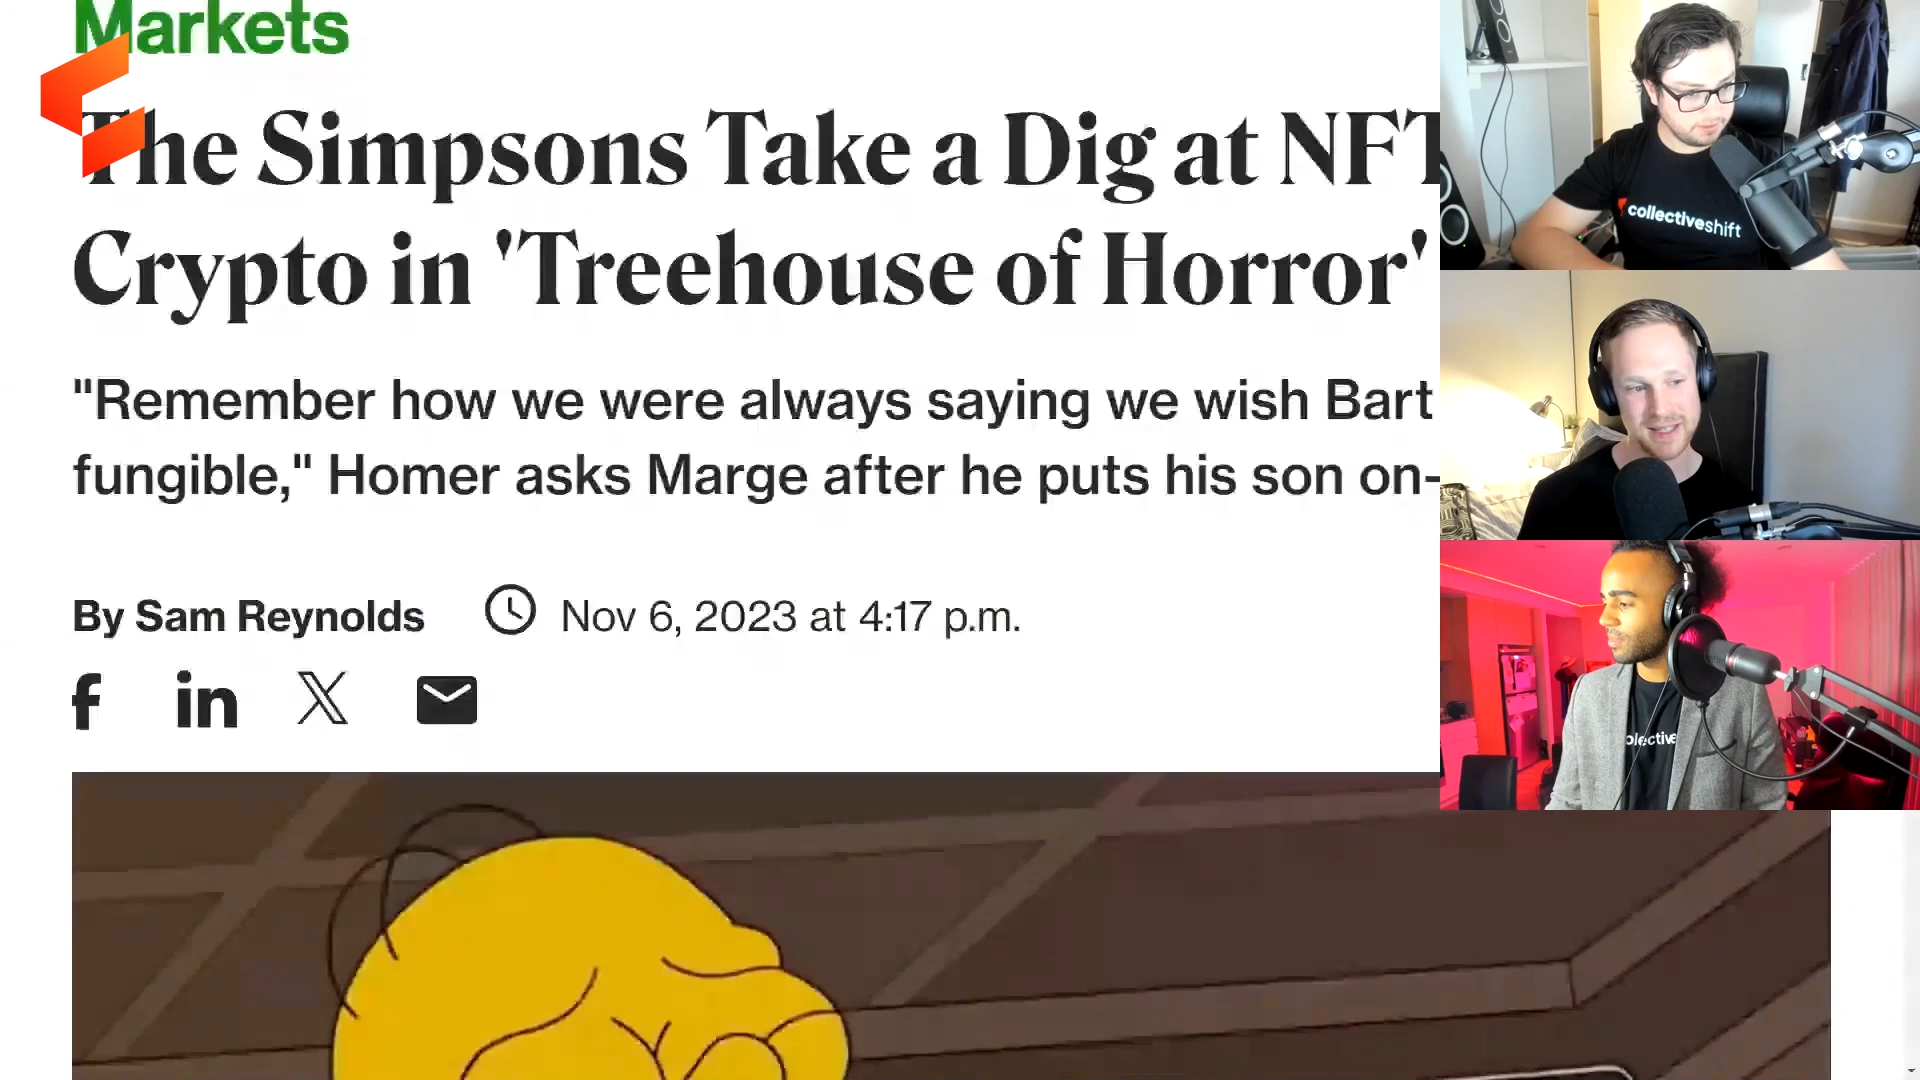 Markets
The Simpsons Take a Dig at NFT
Crypto in 'Treehouse of Horror'
"Remember how we were always saying we wish Bart
fungible," Homer asks Marge after he puts his son on-
By Sam Reynolds
Nov 6, 2023 at 4:17 p.m.
f
in
X
collectiveshift
collective